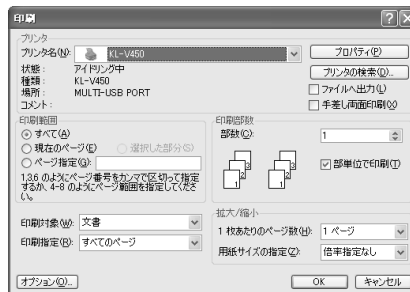 印刷
プリンタ
プリンタ名(N):
KL-V450
プロパティ(P)
状態:
アイドリング中
プリンタの検索(D)...
種類:
KL-V450
場所:
MULTI-USB PORT
ファイルへ出力(L)
コメント:
手差し両面印刷(X)
印刷範囲
すべて(A)
現在のページ(E)
選択した部分(S)
ページ指定(G):
1,3,6 のようにページ番号をカンマで区切って指定
するか、4-8 のようにページ範囲を指定してくださ
い。
印刷部数
部数(C):
1
部単位で印刷(T)
1
1
2
2
3
3
印刷対象(W):
文書
印刷指定(R):
すべてのページ
拡大/縮小
1 枚あたりのページ数(H):
1 ページ
用紙サイズの指定(Z):
倍率指定なし
オプション(O)...
OK
キャンセル